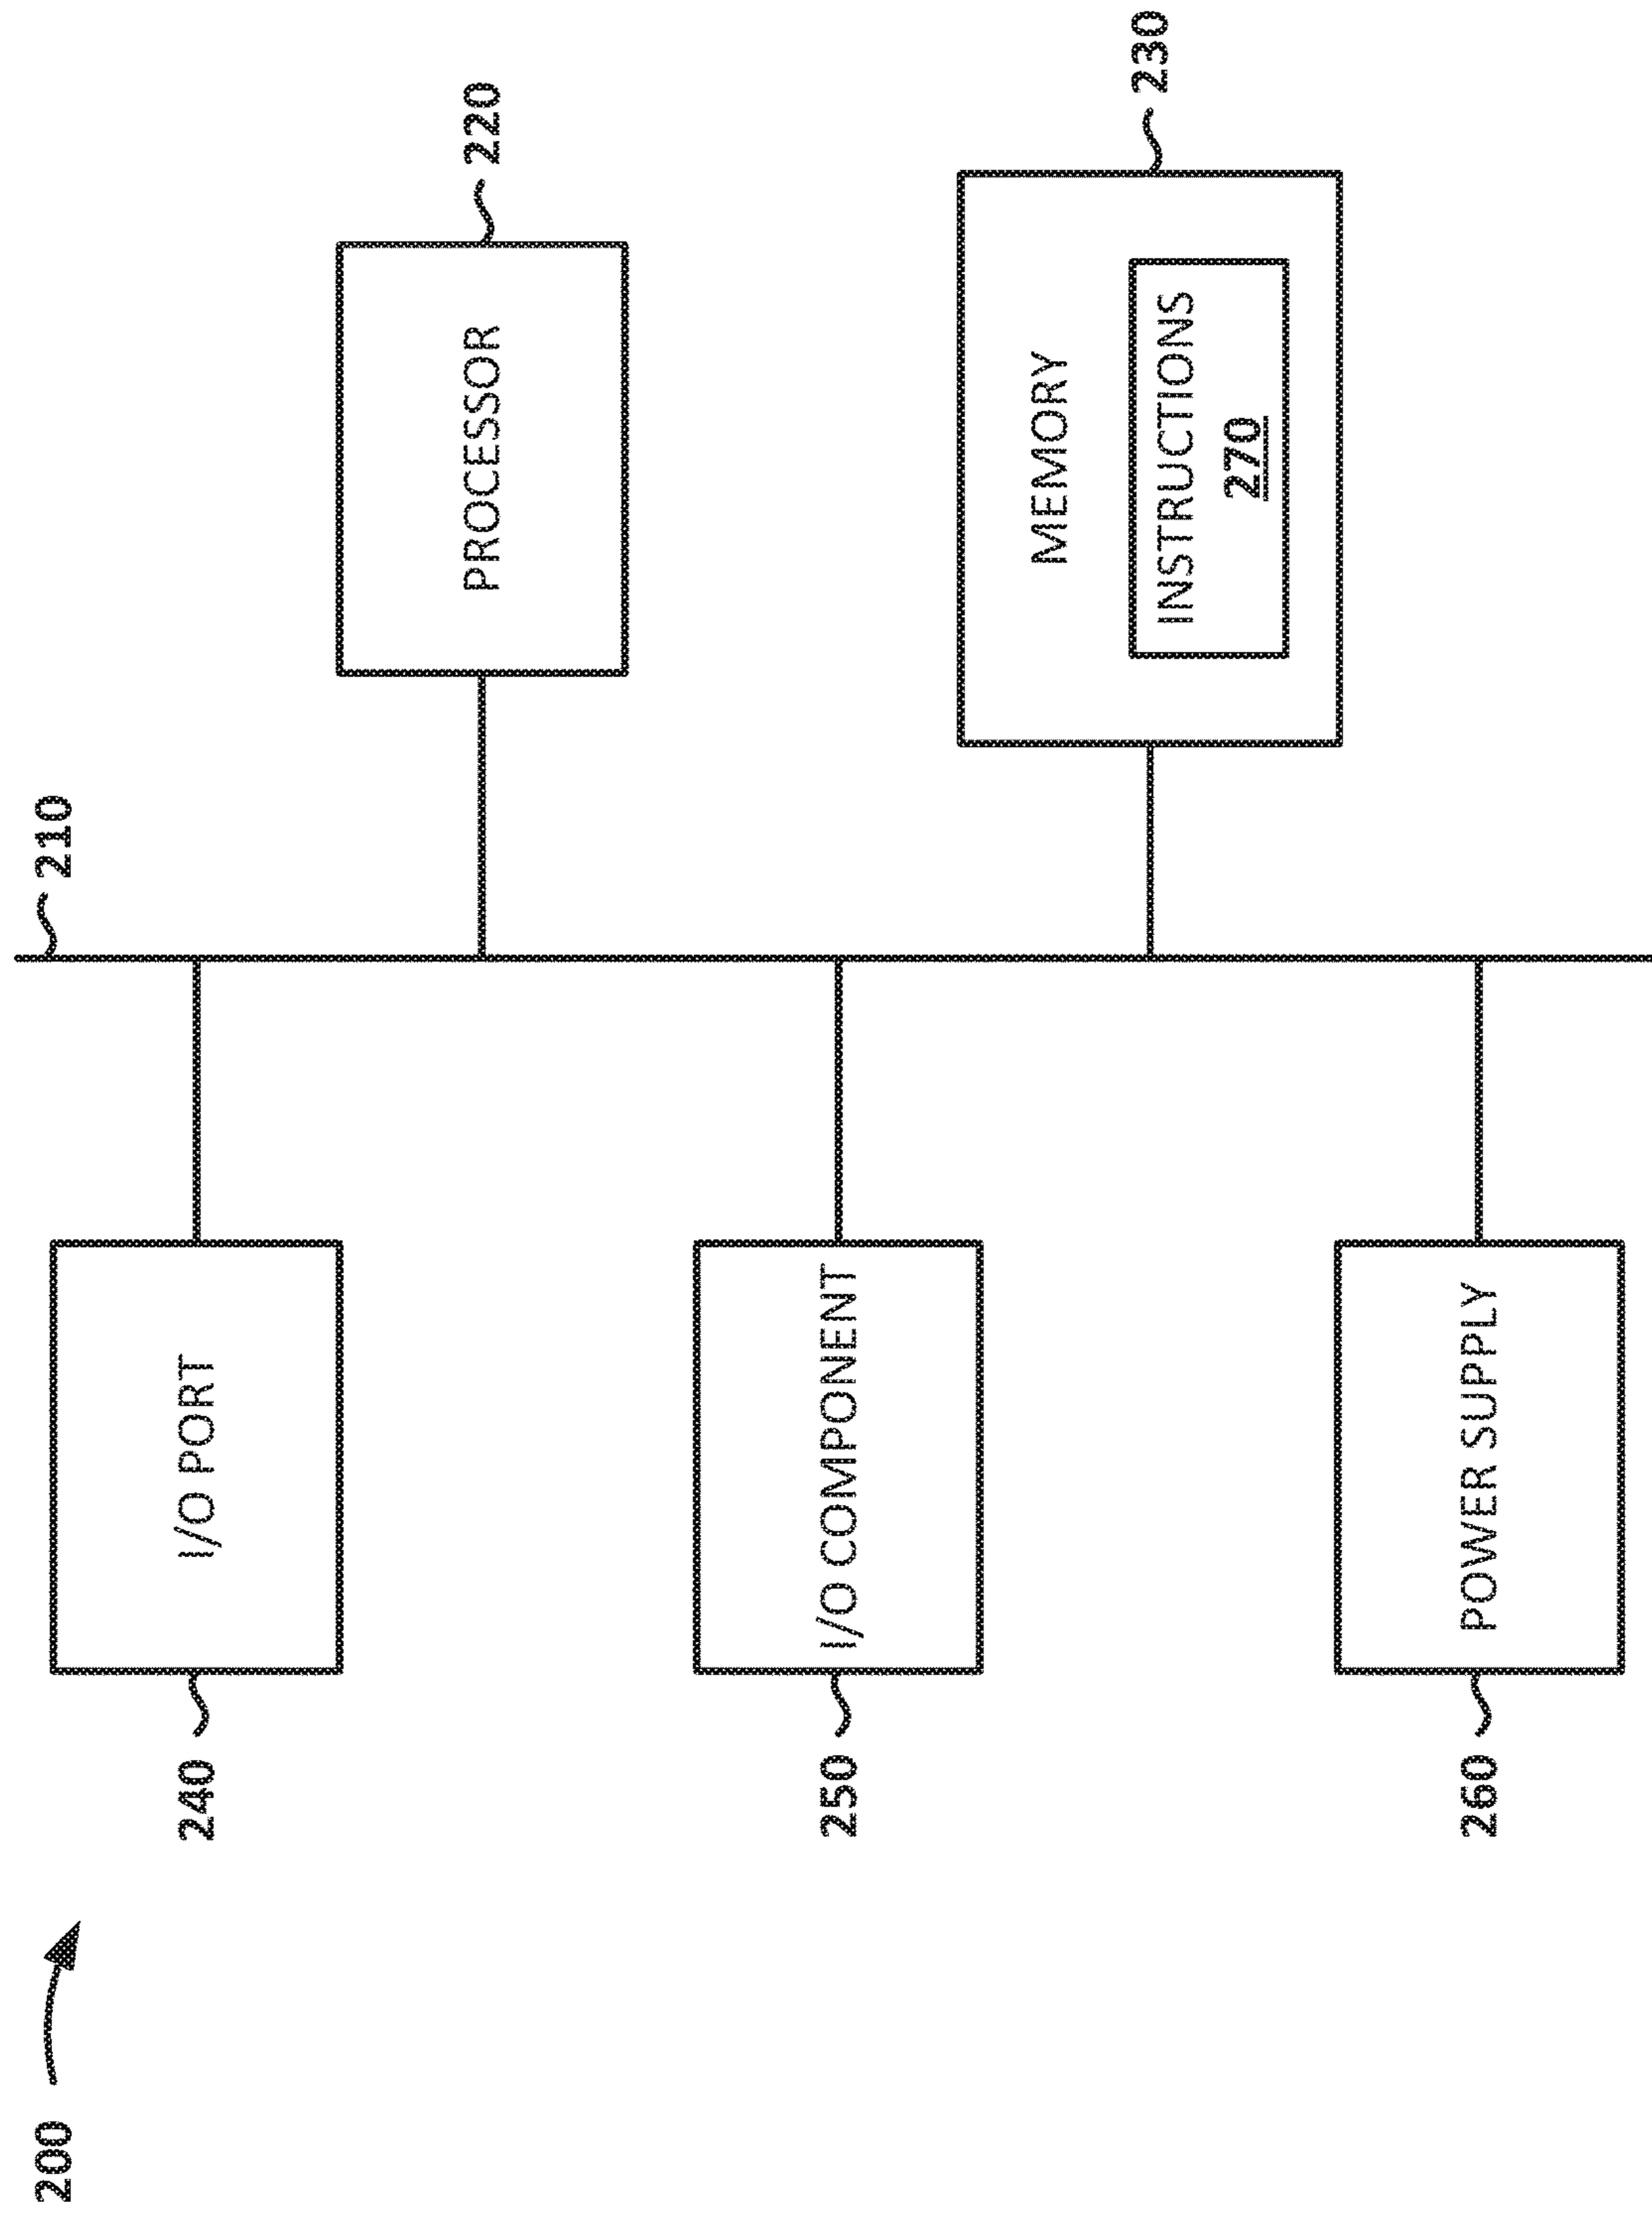 200
210
240
I/O PORT
PROCESSOR
220
250
I/O COMPONENT
MEMORY
230
INSTRUCTIONS
270
260
POWER SUPPLY